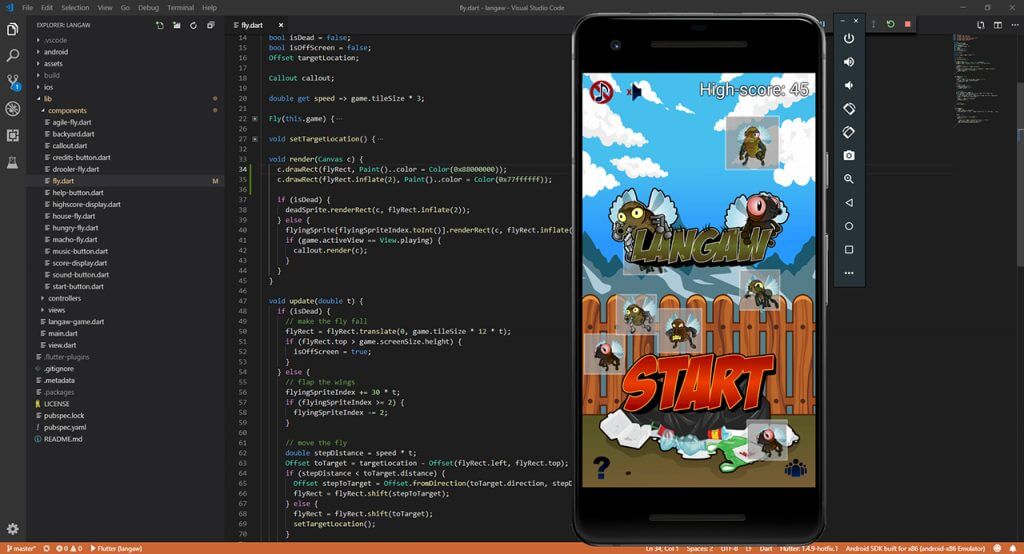 File Edit Selection View Go Debug Terminal Help
fly.dart - langaw - Visual Studio Code
EXPLORER: LANGAW
fly.dart
.vscode
android
assets
build
ios
lib
components
agile-fly.dart
backyard.dart
callout.dart
credits-button.dart
drooler-fly.dart
fly.dart M
help-button.dart
highscore-display.dart
house-fly.dart
hungry-fly.dart
macho-fly.dart
music-button.dart
score-display.dart
sound-button.dart
start-button.dart
controllers
views
langaw-game.dart
main.dart
view.dart
.flutter-plugins
.gitignore
.metadata
.packages
LICENSE
pubspec.lock
pubspec.yaml
README.md
14 bool isDead = false;
15 bool isOffScreen = false;
16 Offset targetLocation;
17
18 Callout callout;
19
20 double get speed => game.tileSize * 3;
21
22 Fly(this.game) {...
26
27 void setTargetLocation() {...
32
33 void render(Canvas c) {
34 c.drawRect(flyRect, Paint()..color = Color(0x88000000));
35 c.drawRect(flyRect.inflate(2), Paint()..color = Color(0x77ffffff));
36
37 if (isDead) {
38 deadSprite.renderRect(c, flyRect.inflate(2));
39 } else {
40 flyingSprite[flyingSpriteIndex.toInt()].renderRect(c, flyRect.inflate(
41 if (game.activeView == View.playing) {
42 callout.render(c);
43 }
44 }
45 }
46
47 void update(double t) {
48 if (isDead) {
49 // make the fly fall
50 flyRect = flyRect.translate(0, game.tileSize * 12 * t);
51 if (flyRect.top > game.screenSize.height) {
52 isOffScreen = true;
53 }
54 } else {
55 // flap the wings
56 flyingSpriteIndex += 30 * t;
57 if (flyingSpriteIndex >= 2) {
58 flyingSpriteIndex -= 2;
59 }
60
61 // move the fly
62 double stepDistance = speed * t;
63 Offset toTarget = targetLocation - Offset(flyRect.left, flyRect.top);
64 if (stepDistance < toTarget.distance) {
65 Offset stepToTarget = Offset.fromDirection(toTarget.direction, stepD
66 flyRect = flyRect.shift(stepToTarget);
67 } else {
68 flyRect = flyRect.shift(toTarget);
69 setTargetLocation();
70 }
High-score: 45
LANGAW
START
?
1
master* 0 0 Flutter (langaw)
Ln 34, Col 1 Spaces: 2 UTF-8 LF Dart Flutter: 1.4.9-hotfix.1 Android SDK built for x86 (android-x86 Emulator)